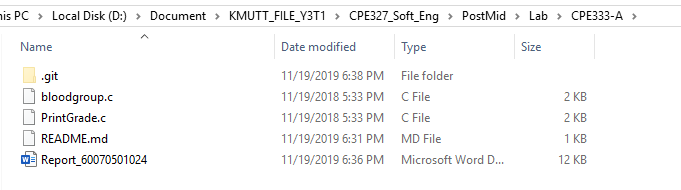 his PC > Local Disk (D:) > Document > KMUTT_FILE_Y3T1 > CPE327_Soft_Eng > PostMid > Lab > CPE333-A >
Name Date modified Type Size
.git 11/19/2019 6:38 PM File folder
bloodgroup.c 11/19/2018 5:33 PM C File 2 KB
PrintGrade.c 11/19/2018 5:33 PM C File 2 KB
README.md 11/19/2019 6:31 PM MD File 1 KB
Report_60070501024 11/19/2019 6:36 PM Microsoft Word D... 12 KB